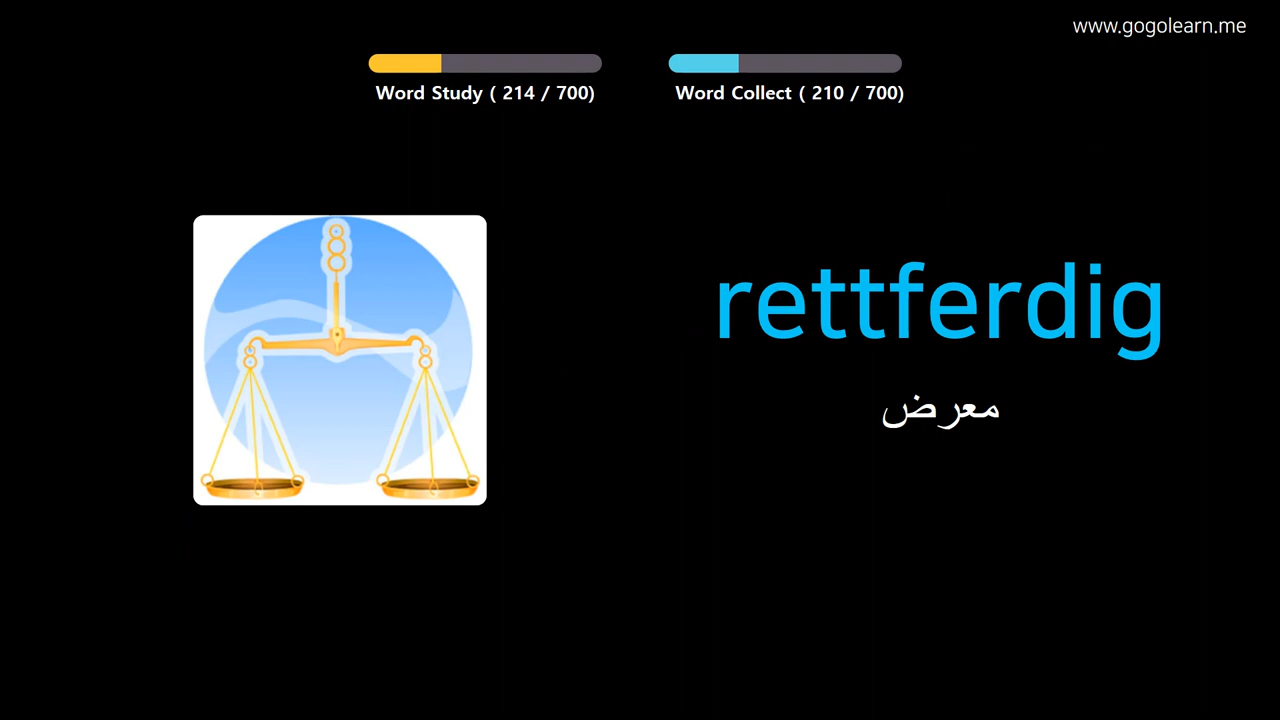 www.gogolearn.me
Word Study ( 214 / 700)
Word Collect ( 210 / 700)
rettferdig
معرض